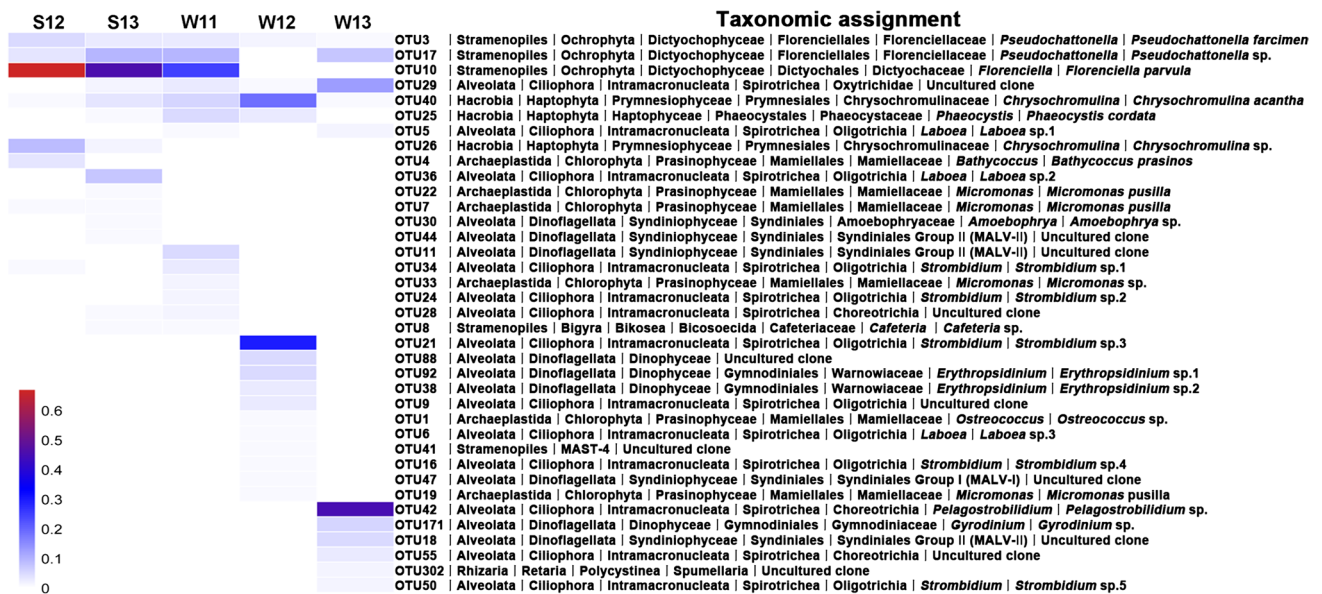 S12 S13 W11 W12 W13 Taxonomic assignment
OTU3 | Stramenopiles | Ochrophyta | Dictyochophyceae | Florenciellales | Florenciellaceae | Pseudochattonella | Pseudochattonella farcimen
OTU17 | Stramenopiles | Ochrophyta | Dictyochophyceae | Florenciellales | Florenciellaceae | Pseudochattonella | Pseudochattonella sp.
OTU10 | Stramenopiles | Ochrophyta | Dictyochophyceae | Dictyochales | Dictyochaceae | Florenciella | Florenciella parvula
OTU29 | Alveolata | Ciliophora | Intramacronucleata | Spirotrichea | Oxytrichidae | Uncultured clone
OTU40 | Hacrobia | Haptophyta | Prymnesiophyceae | Prymnesiales | Chrysochromulinaceae | Chrysochromulina | Chrysochromulina acantha
OTU25 | Hacrobia | Haptophyta | Haptophyceae | Phaeocystales | Phaeocystaceae | Phaeocystis | Phaeocystis cordata
OTU5 | Alveolata | Ciliophora | Intramacronucleata | Spirotrichea | Oligotrichia | Laboea | Laboea sp.1
OTU26 | Hacrobia | Haptophyta | Prymnesiophyceae | Prymnesiales | Chrysochromulinaceae | Chrysochromulina | Chrysochromulina sp.
OTU4 | Archaeplastida | Chlorophyta | Prasinophyceae | Mamiellales | Mamiellaceae | Bathycoccus | Bathycoccus prasinos
OTU36 | Alveolata | Ciliophora | Intramacronucleata | Spirotrichea | Oligotrichia | Laboea | Laboea sp.2
OTU22 | Archaeplastida | Chlorophyta | Prasinophyceae | Mamiellales | Mamiellaceae | Micromonas | Micromonas pusilla
OTU7 | Archaeplastida | Chlorophyta | Prasinophyceae | Mamiellales | Mamiellaceae | Micromonas | Micromonas pusilla
OTU30 | Alveolata | Dinoflagellata | Syndiniophyceae | Syndiniales | Amoebophryaceae | Amoebophrya | Amoebophrya sp.
OTU44 | Alveolata | Dinoflagellata | Syndiniophyceae | Syndiniales | Syndiniales Group II (MALV-II) | Uncultured clone
OTU11 | Alveolata | Dinoflagellata | Syndiniophyceae | Syndiniales | Syndiniales Group II (MALV-II) | Uncultured clone
OTU34 | Alveolata | Ciliophora | Intramacronucleata | Spirotrichea | Oligotrichia | Strombidium | Strombidium sp.1
OTU33 | Archaeplastida | Chlorophyta | Prasinophyceae | Mamiellales | Mamiellaceae | Micromonas | Micromonas sp.
OTU24 | Alveolata | Ciliophora | Intramacronucleata | Spirotrichea | Oligotrichia | Strombidium | Strombidium sp.2
OTU28 | Alveolata | Ciliophora | Intramacronucleata | Spirotrichea | Choreotrichia | Uncultured clone
OTU8 | Stramenopiles | Bigyra | Bikosea | Bicosoecida | Cafeteriaceae | Cafeteria | Cafeteria sp.
OTU21 | Alveolata | Ciliophora | Intramacronucleata | Spirotrichea | Oligotrichia | Strombidium | Strombidium sp.3
OTU88 | Alveolata | Dinoflagellata | Dinophyceae | Uncultured clone
OTU92 | Alveolata | Dinoflagellata | Dinophyceae | Gymnodiniales | Warnowiaceae | Erythropsidinium | Erythropsidinium sp.1
OTU38 | Alveolata | Dinoflagellata | Dinophyceae | Gymnodiniales | Warnowiaceae | Erythropsidinium | Erythropsidinium sp.2
OTU9 | Alveolata | Ciliophora | Intramacronucleata | Spirotrichea | Oligotrichia | Uncultured clone
OTU1 | Archaeplastida | Chlorophyta | Prasinophyceae | Mamiellales | Mamiellaceae | Ostreococcus | Ostreococcus sp.
OTU6 | Alveolata | Ciliophora | Intramacronucleata | Spirotrichea | Oligotrichia | Laboea | Laboea sp.3
OTU41 | Stramenopiles | MAST-4 | Uncultured clone
OTU16 | Alveolata | Ciliophora | Intramacronucleata | Spirotrichea | Oligotrichia | Strombidium | Strombidium sp.4
OTU47 | Alveolata | Dinoflagellata | Syndiniophyceae | Syndiniales | Syndiniales Group I (MALV-I) | Uncultured clone
OTU19 | Archaeplastida | Chlorophyta | Prasinophyceae | Mamiellales | Mamiellaceae | Micromonas | Micromonas pusilla
OTU42 | Alveolata | Ciliophora | Intramacronucleata | Spirotrichea | Choreotrichia | Pelagostrobilidium | Pelagostrobilidium sp.
OTU171 | Alveolata | Dinoflagellata | Dinophyceae | Gymnodiniales | Gymnodiniaceae | Gyrodinium | Gyrodinium sp.
OTU18 | Alveolata | Dinoflagellata | Syndiniophyceae | Syndiniales | Syndiniales Group II (MALV-II) | Uncultured clone
OTU55 | Alveolata | Ciliophora | Intramacronucleata | Spirotrichea | Choreotrichia | Uncultured clone
OTU302 | Rhizaria | Retaria | Polycystinea | Spumellaria | Uncultured clone
OTU50 | Alveolata | Ciliophora | Intramacronucleata | Spirotrichea | Oligotrichia | Strombidium | Strombidium sp.5
0.6
0.5
0.4
0.3
0.2
0.1
0